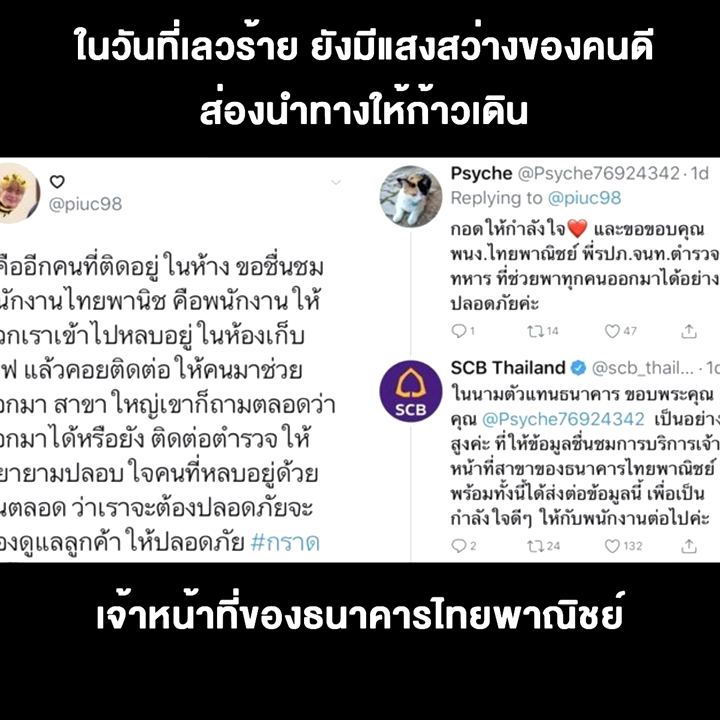 ในวันที่เลวร้าย ยังมีแสงสว่างของคนดี
ส่องนำทางให้ก้าวเดิน
@piuc98
คืออีกคนที่ติดอยู่ ในห้าง ขอชื่นชม
นักงานไทยพานิช คือพนักงาน ให้
วกเราเข้าไปหลบอยู่ ในห้องเก็บ
ฟ แล้วคอยติดต่อ ให้คนมาช่วย
อกมา สาขา ใหญ่เขาก็ถามตลอดว่า
อกมาได้หรือยัง ติดต่อตำรวจ ให้
ยายามปลอบ ใจคนที่หลบอยู่ด้วย
นตลอด ว่าเราจะต้องปลอดภัยจะ
องดูแลลูกค้า ให้ปลอดภัย #กราด
Psyche @Psyche76924342 · 1d
Replying to @piuc98
กอดให้กำลังใจ❤️ และขอขอบคุณ
พนง.ไทยพาณิชย์ พี่รปภ.จนท.ตำรวจ
ทหาร ที่ช่วยพาทุกคนออกมาได้อย่าง
ปลอดภัยค่ะ
1 14 47
SCB
SCB Thailand @scb_thail... · 1d
ในนามตัวแทนธนาคาร ขอบพระคุณ
คุณ @Psyche76924342 เป็นอย่าง
สูงค่ะ ที่ให้ข้อมูลชื่นชมการบริการเจ้า
หน้าที่สาขาของธนาคารไทยพาณิชย์
พร้อมทั้งนี้ได้ส่งต่อข้อมูลนี้ เพื่อเป็น
กำลังใจดีๆ ให้กับพนักงานต่อไปค่ะ
2 24 132
เจ้าหน้าที่ของธนาคารไทยพาณิชย์